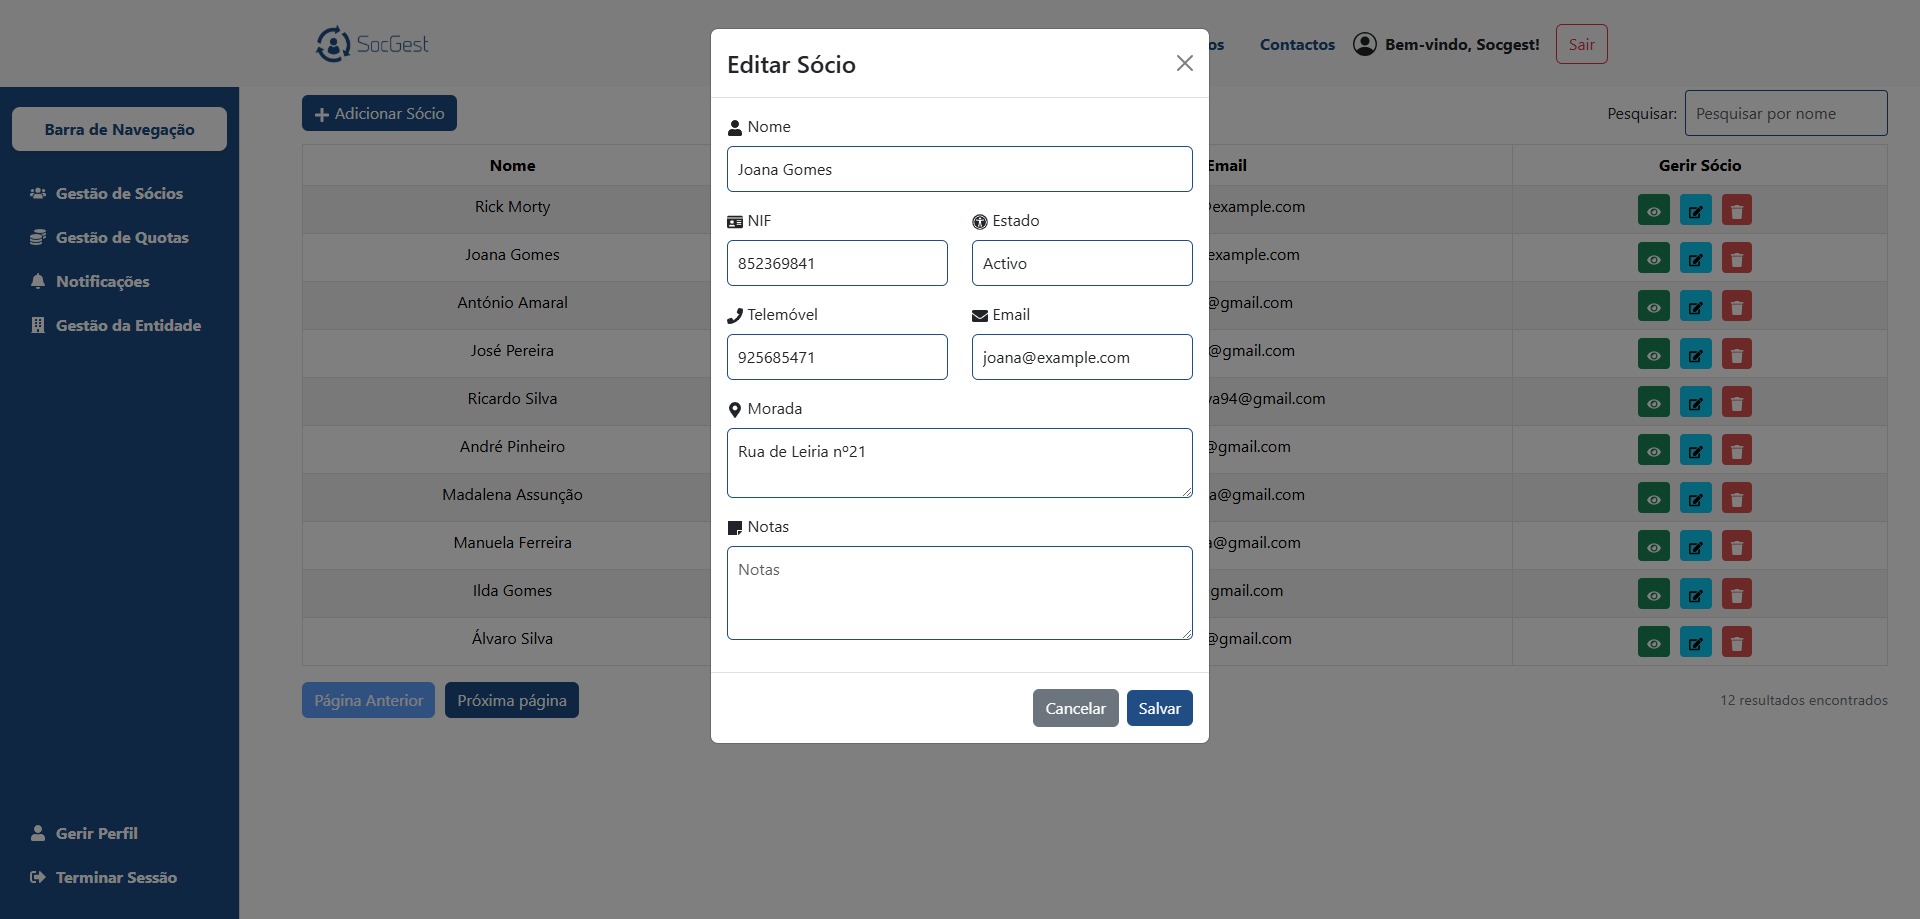 SocGest
Contactos
Bem-vindo, Socgest!
Sair
Barra de Navegação
Gestão de Sócios
Gestão de Quotas
Notificações
Gestão da Entidade
Gerir Perfil
Terminar Sessão
Adicionar Sócio
Pesquisar:
Pesquisar por nome
Nome
Email
Gerir Sócio
Rick Morty
example.com
Joana Gomes
example.com
António Amaral
@gmail.com
José Pereira
@gmail.com
Ricardo Silva
va94@gmail.com
André Pinheiro
@gmail.com
Madalena Assunção
a@gmail.com
Manuela Ferreira
a@gmail.com
Ilda Gomes
gmail.com
Álvaro Silva
@gmail.com
Página Anterior
Próxima página
12 resultados encontrados
Editar Sócio
Nome
Joana Gomes
NIF
Estado
852369841
Activo
Telemóvel
Email
925685471
joana@example.com
Morada
Rua de Leiria nº21
Notas
Notas
Cancelar
Salvar